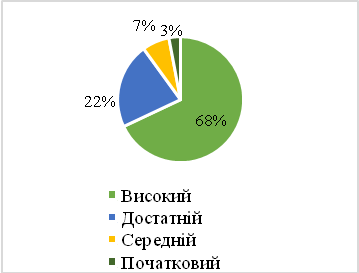 7%
3%
22%
68%
Високий
Достатній
Середній
Початковий